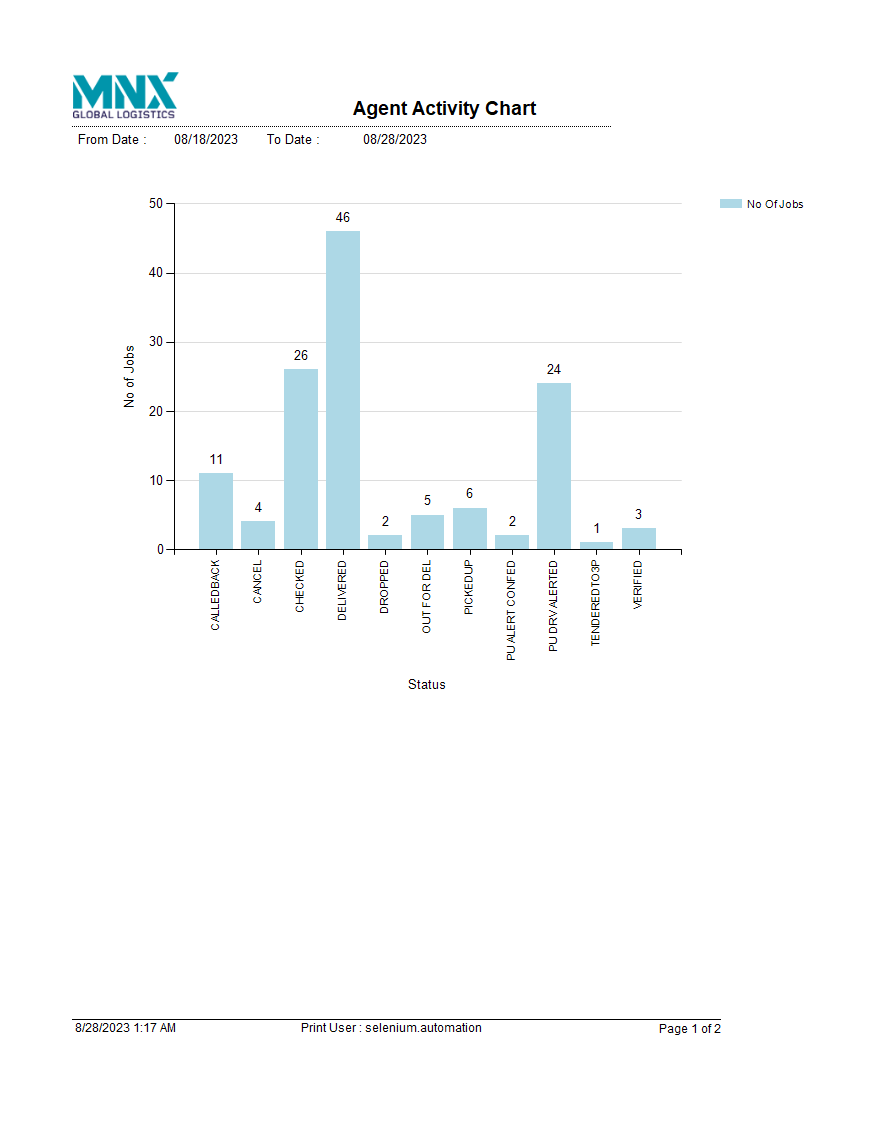 MNX
GLOBAL LOGISTICS
Agent Activity Chart
From Date : 08/18/2023 To Date : 08/28/2023
No Of Jobs
50
40
30
20
10
0
No of Jobs
11
4
26
46
2
5
6
2
24
1
3
CALLEDBACK
CANCEL
CHECKED
DELIVERED
DROPPED
OUT FOR DEL
PICKEDUP
PU ALERT CONFED
PU DRV ALERTED
TENDEREDTO3P
VERIFIED
Status
8/28/2023 1:17 AM Print User : selenium.automation Page 1 of 2